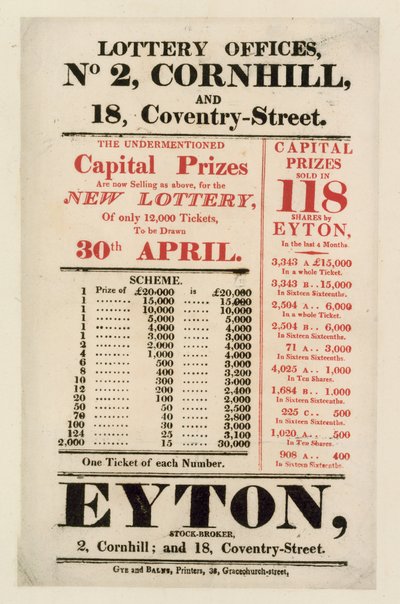 LOTTERY OFFICES,
No 2, CORNHILL,
AND
18, Coventry-Street.
THE UNDERMENTIONED
Capital Prizes
Are now Selling as above, for the
NEW LOTTERY,
Of only 12,000 Tickets,
To be Drawn
30th APRIL.
SCHEME.
1 Prize of £20,000 is £20,000
1 ........ 15,000 ...... 15,000
1 ........ 10,000 ...... 10,000
1 ........ 5,000 ...... 5,000
1 ........ 4,000 ...... 4,000
1 ........ 3,000 ...... 3,000
2 ........ 2,000 ...... 4,000
4 ........ 1,000 ...... 4,000
6 ........ 500 ...... 3,000
8 ........ 400 ...... 3,200
10 ........ 300 ...... 3,000
12 ........ 200 ...... 2,400
20 ........ 100 ...... 2,000
50 ........ 50 ...... 2,500
70 ........ 40 ...... 2,800
100 ........ 30 ...... 3,000
124 ........ 25 ...... 3,100
2,000 ........ 15 ...... 30,000
One Ticket of each Number.
CAPITAL
PRIZES
SOLD IN
118
SHARES by
EYTON,
In the last 4 Months.
3,343 A £15,000
In a whole Ticket.
3,343 B..15,000
In Sixteen Sixteenths.
2,504 A.. 6,000
In a whole Ticket.
2,504 B.. 6,000
In Sixteen Sixteenths.
71 A.. 3,000
In Sixteen Sixteenths.
4,025 A.. 1,000
In Ten Shares.
1,684 B.. 1,000
In Sixteen Sixteenths.
225 C.. 500
In Sixteen Sixteenths.
1,020 A.. 500
In Ten Shares.
908 A.. 400
In Sixteen Sixteenths.
EYTON,
STOCK-BROKER,
2, Cornhill; and 18, Coventry-Street.
GYE and BALNE, Printers, 38, Gracechurch-street,